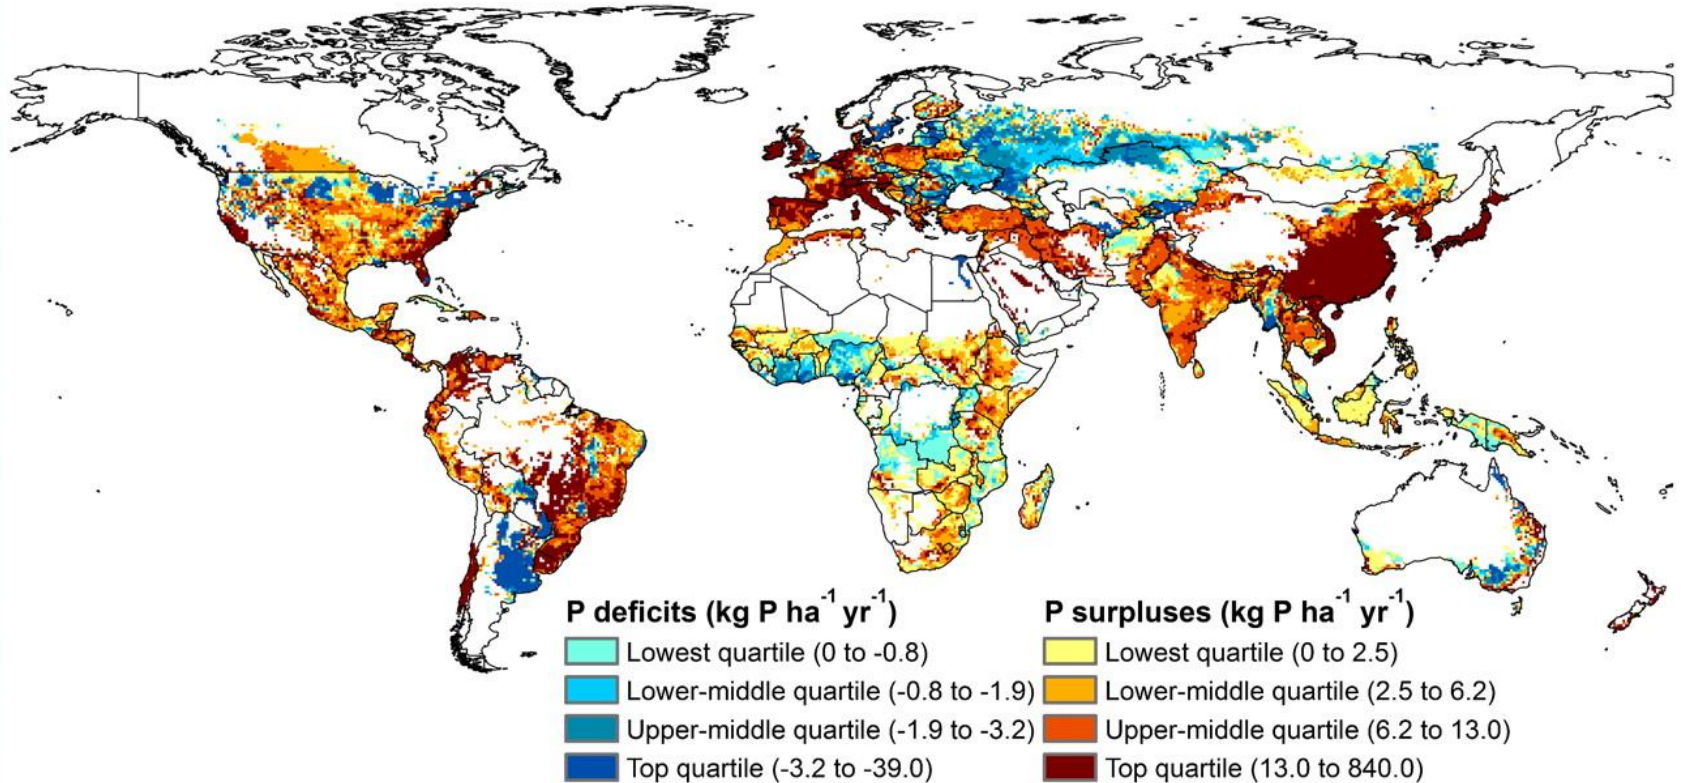 P deficits (kg P ha⁻¹ yr⁻¹)
Lowest quartile (0 to -0.8)
Lower-middle quartile (-0.8 to -1.9)
Upper-middle quartile (-1.9 to -3.2)
Top quartile (-3.2 to -39.0)
P surpluses (kg P ha⁻¹ yr⁻¹)
Lowest quartile (0 to 2.5)
Lower-middle quartile (2.5 to 6.2)
Upper-middle quartile (6.2 to 13.0)
Top quartile (13.0 to 840.0)